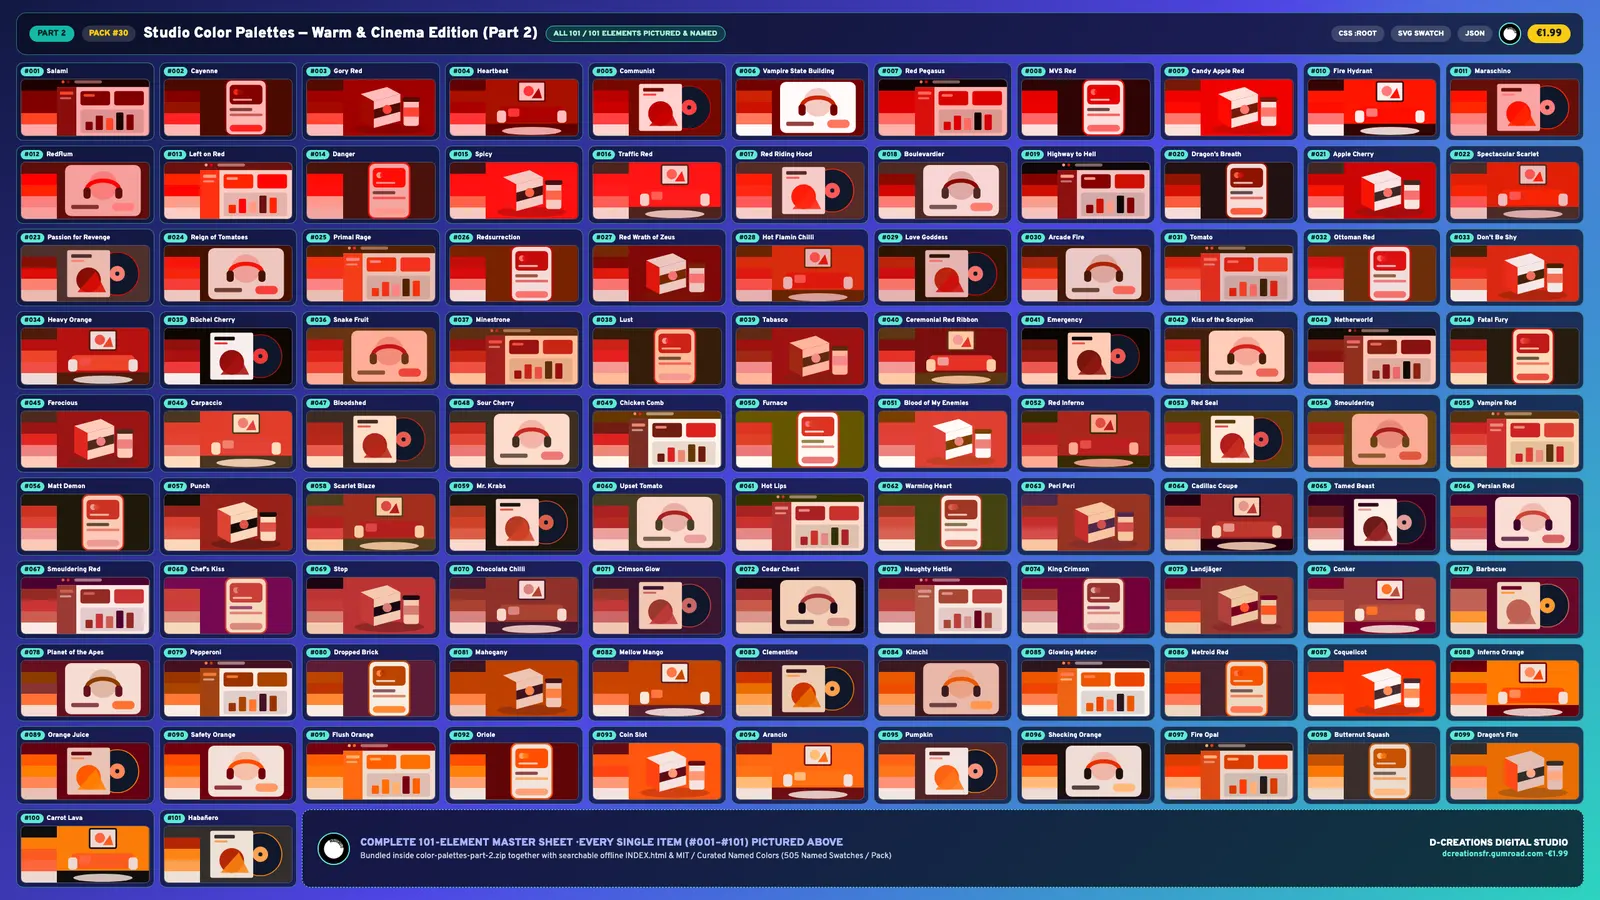 PART 2
PACK #30
Studio Color Palettes – Warm & Cinema Edition (Part 2)
ALL 101 / 101 ELEMENTS PICTURED & NAMED
CSS :ROOT
SVG SWATCH
JSON
€1.99
#001 Salami
#002 Cayenne
#003 Gory Red
#004 Heartbeat
#005 Communist
#006 Vampire State Building
#007 Red Pegasus
#008 MVS Red
#009 Candy Apple Red
#010 Fire Hydrant
#011 Maraschino
#012 RedRum
#013 Left on Red
#014 Danger
#015 Spicy
#016 Traffic Red
#017 Red Riding Hood
#018 Boulevardier
#019 Highway to Hell
#020 Dragon's Breath
#021 Apple Cherry
#022 Spectacular Scarlet
#023 Passion for Revenge
#024 Reign of Tomatoes
#025 Primal Rage
#026 Redsurrection
#027 Red Wrath of Zeus
#028 Hot Flamin Chilli
#029 Love Goddess
#030 Arcade Fire
#031 Tomato
#032 Ottoman Red
#033 Don't Be Shy
#034 Heavy Orange
#035 Büchel Cherry
#036 Snake Fruit
#037 Minestrone
#038 Lust
#039 Tabasco
#040 Ceremonial Red Ribbon
#041 Emergency
#042 Kiss of the Scorpion
#043 Netherworld
#044 Fatal Fury
#045 Ferocious
#046 Carpaccio
#047 Bloodshed
#048 Sour Cherry
#049 Chicken Comb
#050 Furnace
#051 Blood of My Enemies
#052 Red Inferno
#053 Red Seal
#054 Smouldering
#055 Vampire Red
#056 Matt Demon
#057 Punch
#058 Scarlet Blaze
#059 Mr. Krabs
#060 Upset Tomato
#061 Hot Lips
#062 Warming Heart
#063 Peri Peri
#064 Cadillac Coupe
#065 Tamed Beast
#066 Persian Red
#067 Smouldering Red
#068 Chef's Kiss
#069 Stop
#070 Chocolate Chilli
#071 Crimson Glow
#072 Cedar Chest
#073 Naughty Hottie
#074 King Crimson
#075 Landjäger
#076 Conker
#077 Barbecue
#078 Planet of the Apes
#079 Pepperoni
#080 Dropped Brick
#081 Mahogany
#082 Mellow Mango
#083 Clementine
#084 Kimchi
#085 Glowing Meteor
#086 Metroid Red
#087 Coquelicot
#088 Inferno Orange
#089 Orange Juice
#090 Safety Orange
#091 Flush Orange
#092 Oriole
#093 Coin Slot
#094 Arancio
#095 Pumpkin
#096 Shocking Orange
#097 Fire Opal
#098 Butternut Squash
#099 Dragon's Fire
#100 Carrot Lava
#101 Habañero
COMPLETE 101-ELEMENT MASTER SHEET · EVERY SINGLE ITEM (#001–#101) PICTURED ABOVE
Bundled inside color-palettes-part-2.zip together with searchable offline INDEX.html & MIT / Curated Named Colors (505 Named Swatches / Pack)
D-CREATIONS DIGITAL STUDIO
dcreationsfr.gumroad.com · €1.99